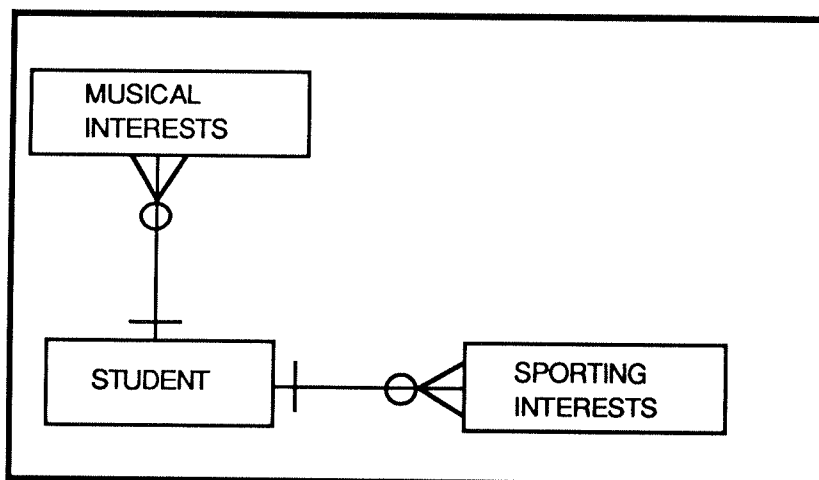 MUSICAL
INTERESTS
STUDENT
SPORTING
INTERESTS